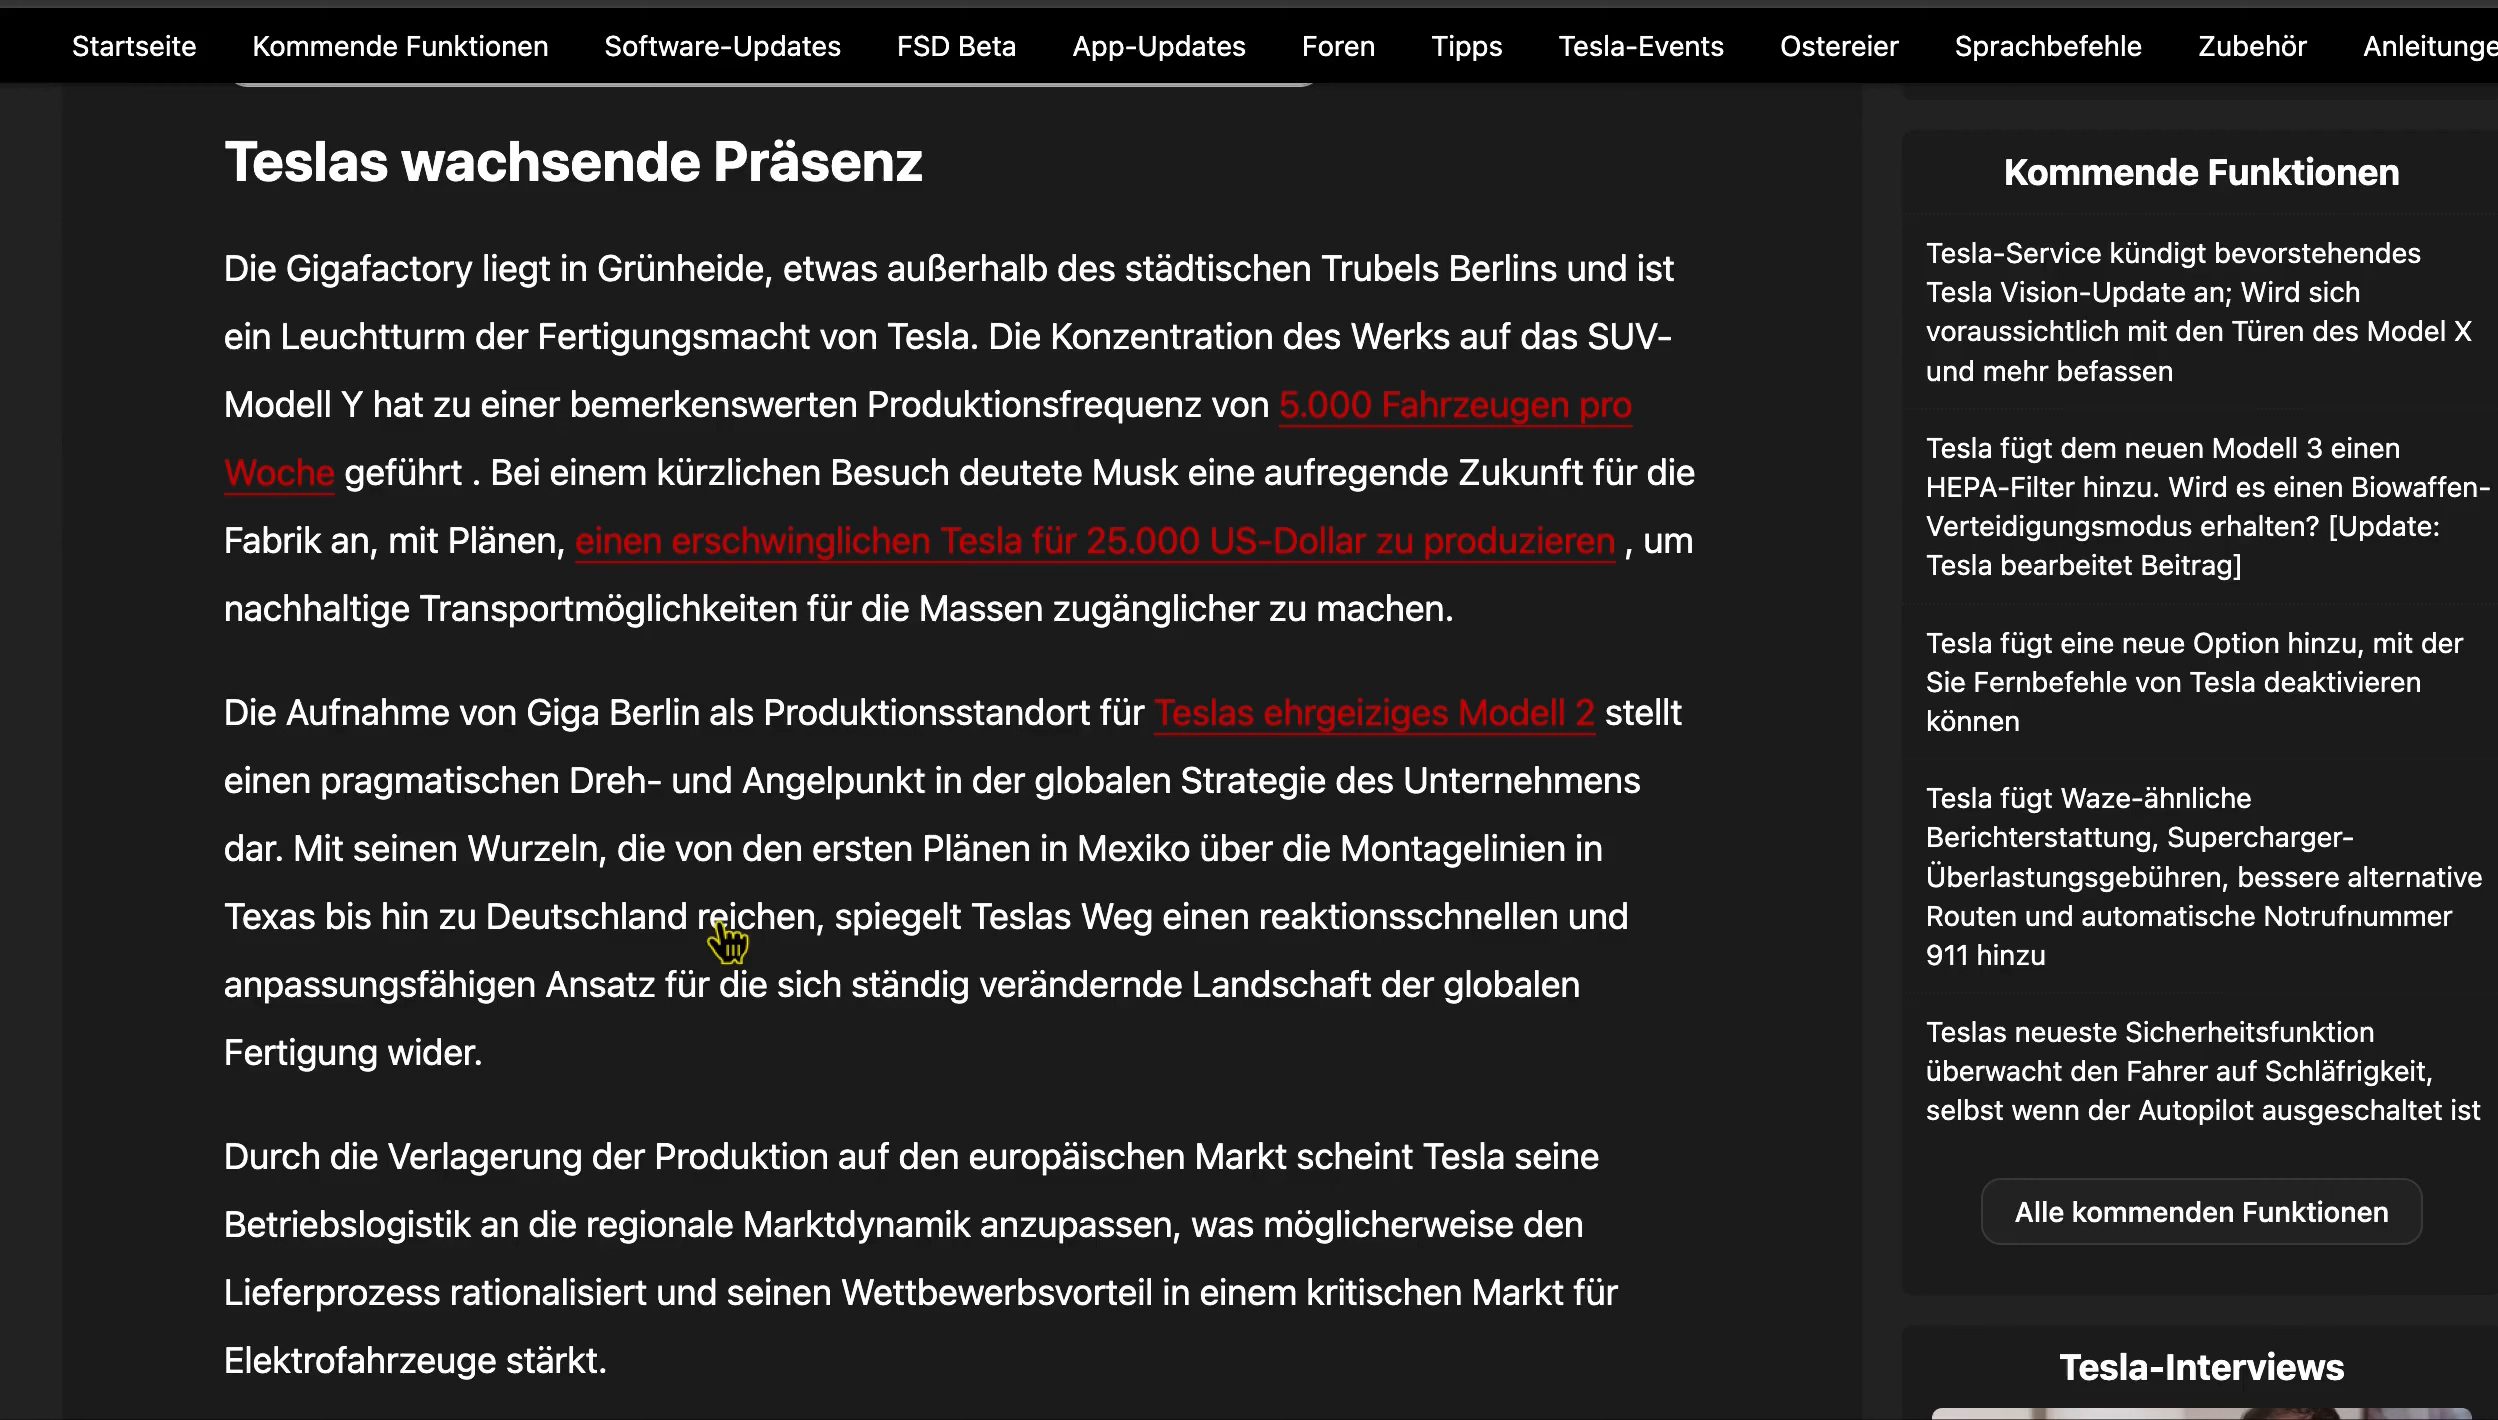 Startseite Kommende Funktionen Software-Updates FSD Beta App-Updates Foren Tipps Tesla-Events Ostereier Sprachbefehle Zubehör
Teslas wachsende Präsenz
Die Gigafactory liegt in Grünheide, etwas außerhalb des städtischen Trubels Berlins und ist
ein Leuchtturm der Fertigungsmacht von Tesla. Die Konzentration des Werks auf das SUV-
Modell Y hat zu einer bemerkenswerten Produktionsfrequenz von 5.000 Fahrzeugen pro
Woche geführt . Bei einem kürzlichen Besuch deutete Musk eine aufregende Zukunft für die
Fabrik an, mit Plänen, einen erschwinglichen Tesla für 25.000 US-Dollar zu produzieren , um
nachhaltige Transportmöglichkeiten für die Massen zugänglicher zu machen.
Die Aufnahme von Giga Berlin als Produktionsstandort für Teslas ehrgeiziges Modell 2 stellt
einen pragmatischen Dreh- und Angelpunkt in der globalen Strategie des Unternehmens
dar. Mit seinen Wurzeln, die von den ersten Plänen in Mexiko über die Montagelinien in
Texas bis hin zu Deutschland reichen, spiegelt Teslas Weg einen reaktionsschnellen und
anpassungsfähigen Ansatz für die sich ständig verändernde Landschaft der globalen
Fertigung wider.
Durch die Verlagerung der Produktion auf den europäischen Markt scheint Tesla seine
Betriebslogistik an die regionale Marktdynamik anzupassen, was möglicherweise den
Lieferprozess rationalisiert und seinen Wettbewerbsvorteil in einem kritischen Markt für
Elektrofahrzeuge stärkt.
Kommende Funktionen
Tesla-Service kündigt bevorstehendes
Tesla Vision-Update an; Wird sich
voraussichtlich mit den Türen des Model X
und mehr befassen
Tesla fügt dem neuen Modell 3 einen
HEPA-Filter hinzu. Wird es einen Biowaffen-
Verteidigungsmodus erhalten? [Update:
Tesla bearbeitet Beitrag]
Tesla fügt eine neue Option hinzu, mit der
Sie Fernbefehle von Tesla deaktivieren
können
Tesla fügt Waze-ähnliche
Berichterstattung, Supercharger-
Überlastungsgebühren, bessere alternative
Routen und automatische Notrufnummer
911 hinzu
Teslas neueste Sicherheitsfunktion
überwacht den Fahrer auf Schläfrigkeit,
selbst wenn der Autopilot ausgeschaltet ist
Alle kommenden Funktionen
Tesla-Interviews